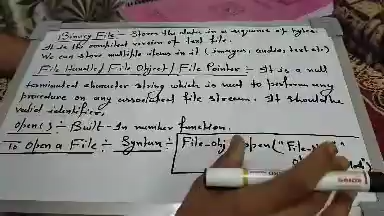 Binary File ÷ Stores the data in a sequence of bytes.
It is the compiled version of text file.
We can store multiple items in it (images, audio, text etc.)
File Handle / File Object / File Pointer ÷ It is a null
terminated character string which is used to perform any
procedure on any associated file stream. It should be
valid identifier.
open() ÷ Built-In number function.
To open a File ÷ Syntax ÷ File_Obj open("File